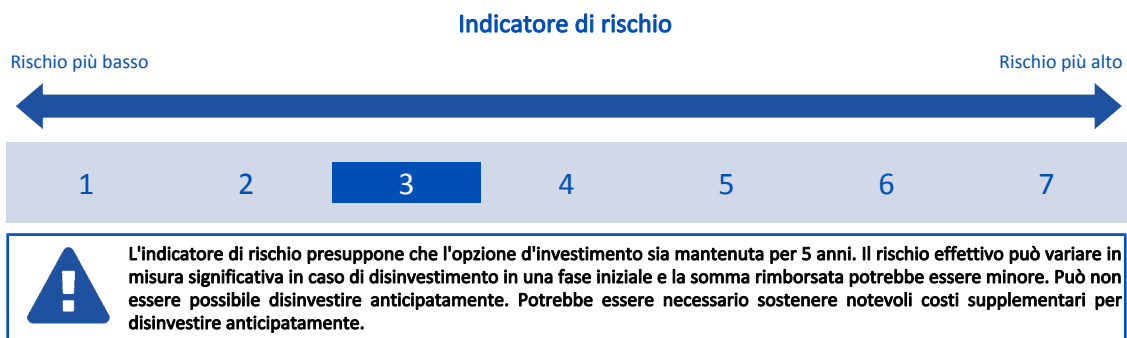 Indicatore di rischio
Rischio più basso
Rischio più alto
1 2 3 4 5 6 7
L'indicatore di rischio presuppone che l'opzione d'investimento sia mantenuta per 5 anni. Il rischio effettivo può variare in
misura significativa in caso di disinvestimento in una fase iniziale e la somma rimborsata potrebbe essere minore. Può non
essere possibile disinvestire anticipatamente. Potrebbe essere necessario sostenere notevoli costi supplementari per
disinvestire anticipatamente.